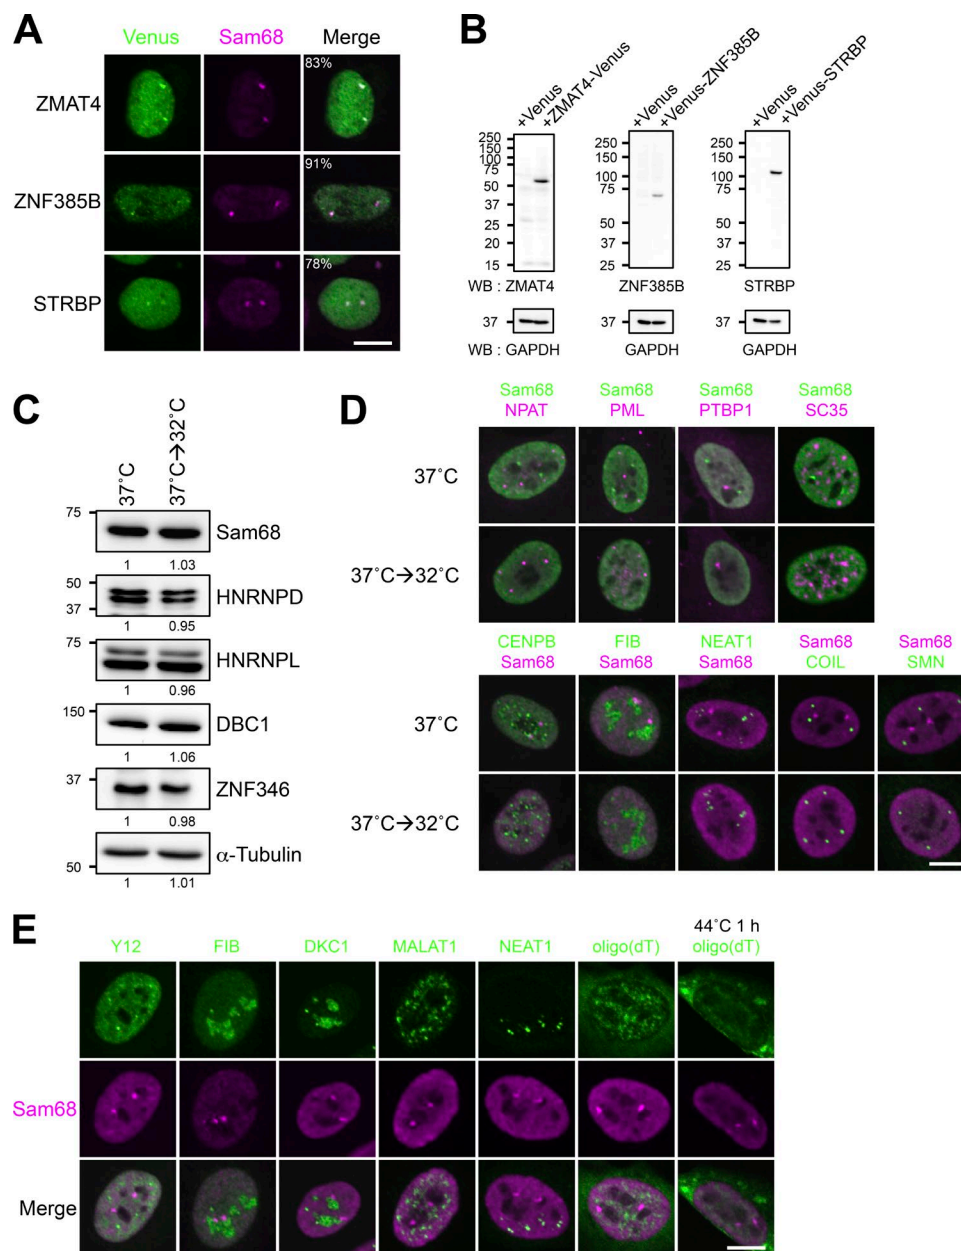 A
Venus Sam68 Merge
ZMAT4
83%
ZNF385B
91%
STRBP
78%
B
+Venus
+ZMAT4-Venus
250
150
100
75
50
37
25
20
15
WB : ZMAT4
37
WB : GAPDH
+Venus
+Venus-ZNF385B
250
150
100
75
50
37
25
ZNF385B
37
GAPDH
+Venus
+Venus-STRBP
250
150
100
75
50
37
25
STRBP
37
GAPDH
C
37˚C
37˚C→32˚C
75
Sam68
1 1.03
50
37
HNRNPD
1 0.95
75
HNRNPL
1 0.96
150
DBC1
1 1.06
37
ZNF346
1 0.98
50
α-Tubulin
1 1.01
D
Sam68 Sam68 Sam68 Sam68
NPAT PML PTBP1 SC35
37˚C
37˚C→32˚C
CENPB FIB NEAT1 Sam68 Sam68
Sam68 Sam68 Sam68 COIL SMN
37˚C
37˚C→32˚C
E
44˚C 1 h
Y12 FIB DKC1 MALAT1 NEAT1 oligo(dT) oligo(dT)
Sam68
Merge